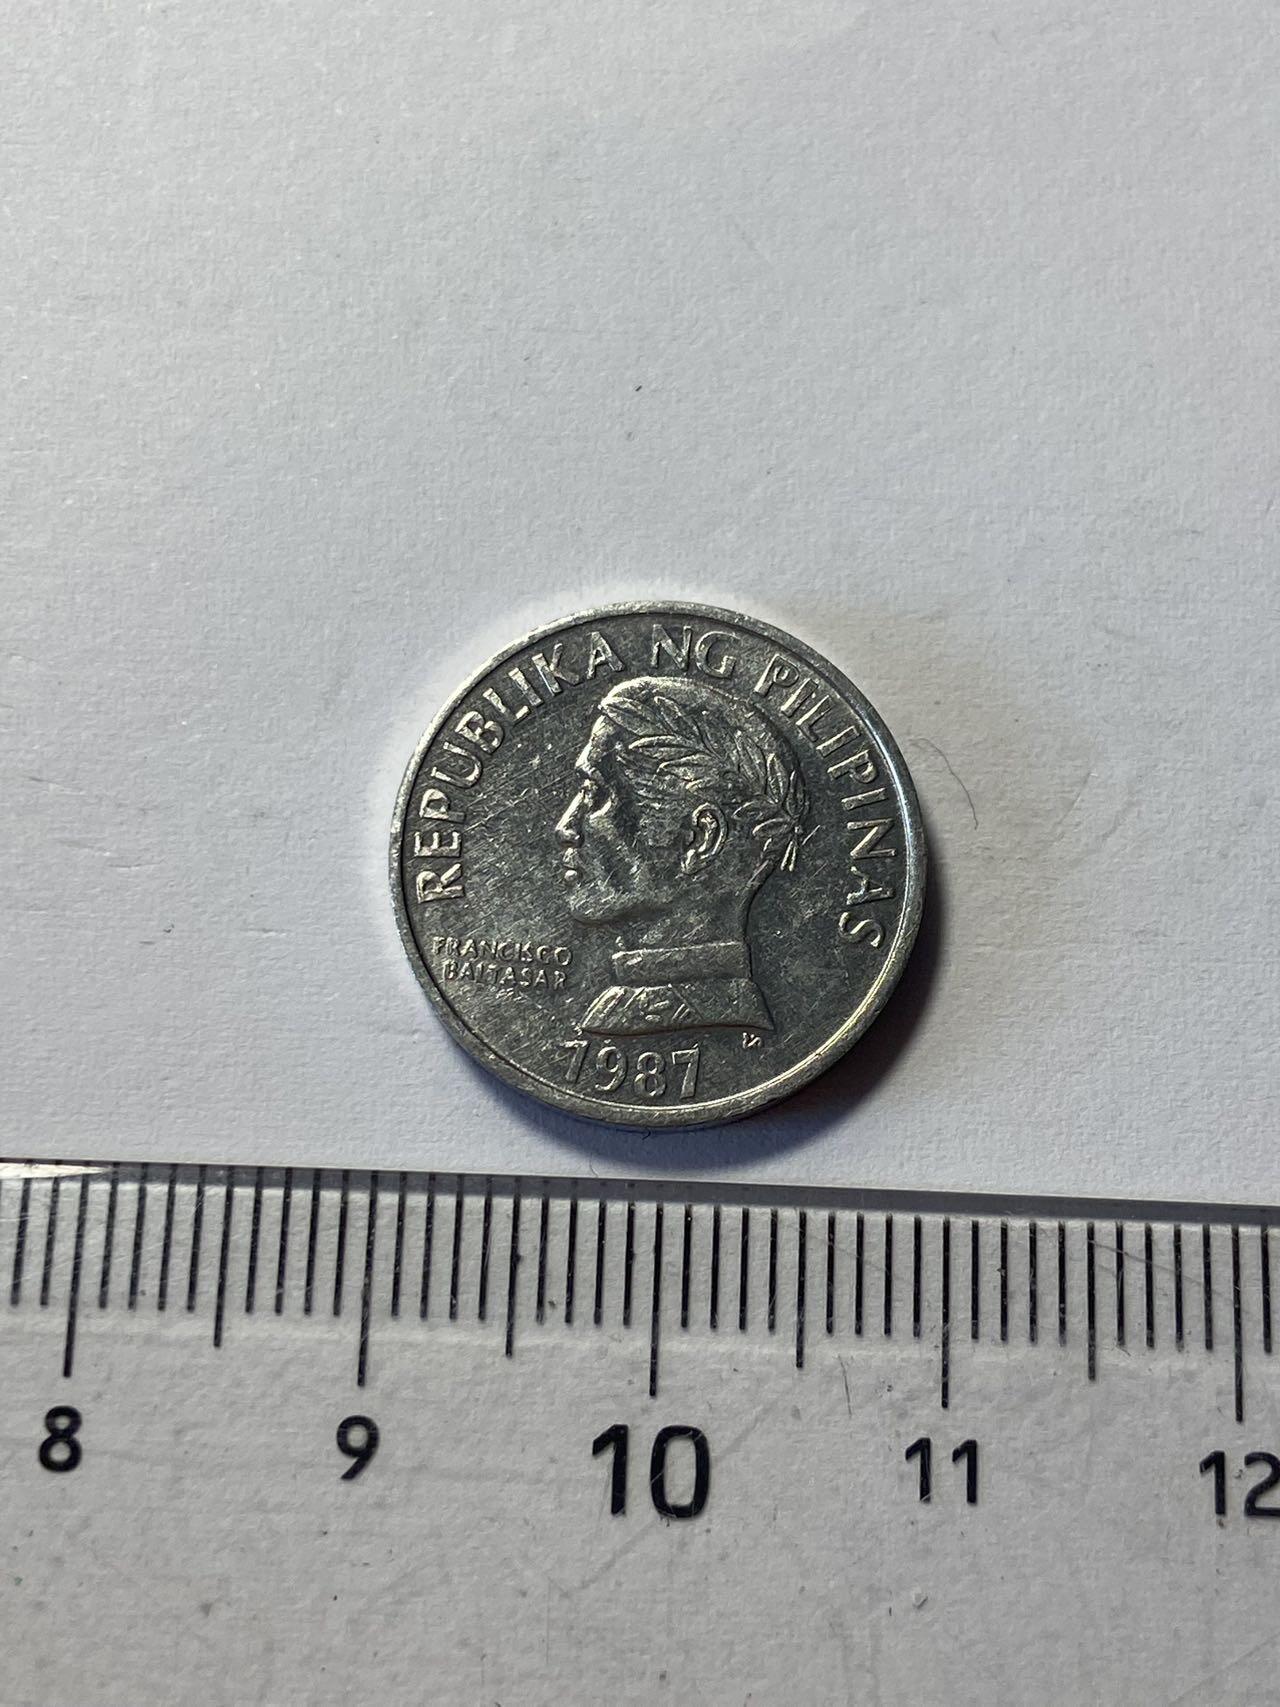 REPUBLIKA NG PILIPINAS
FRANCISCO
BALTASAR
1987
8 9 10 11 12